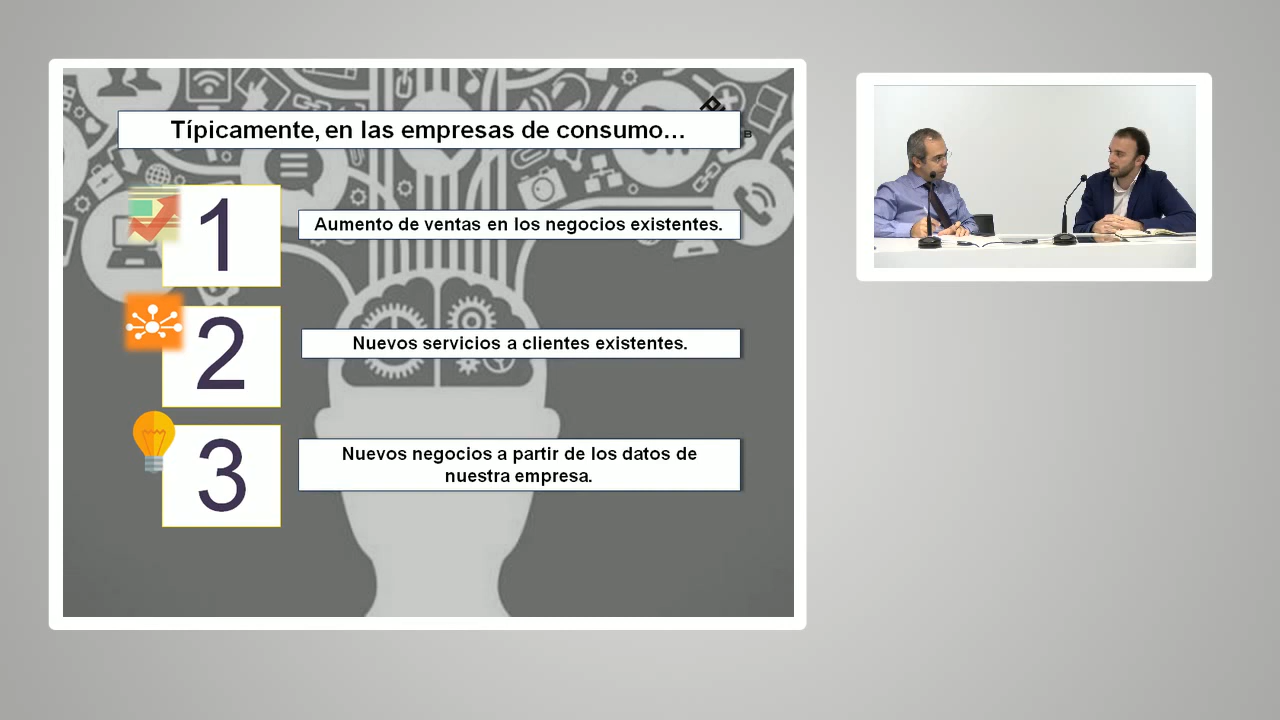 Típicamente, en las empresas de consumo...
B
1
Aumento de ventas en los negocios existentes.
2
Nuevos servicios a clientes existentes.
3
Nuevos negocios a partir de los datos de
nuestra empresa.